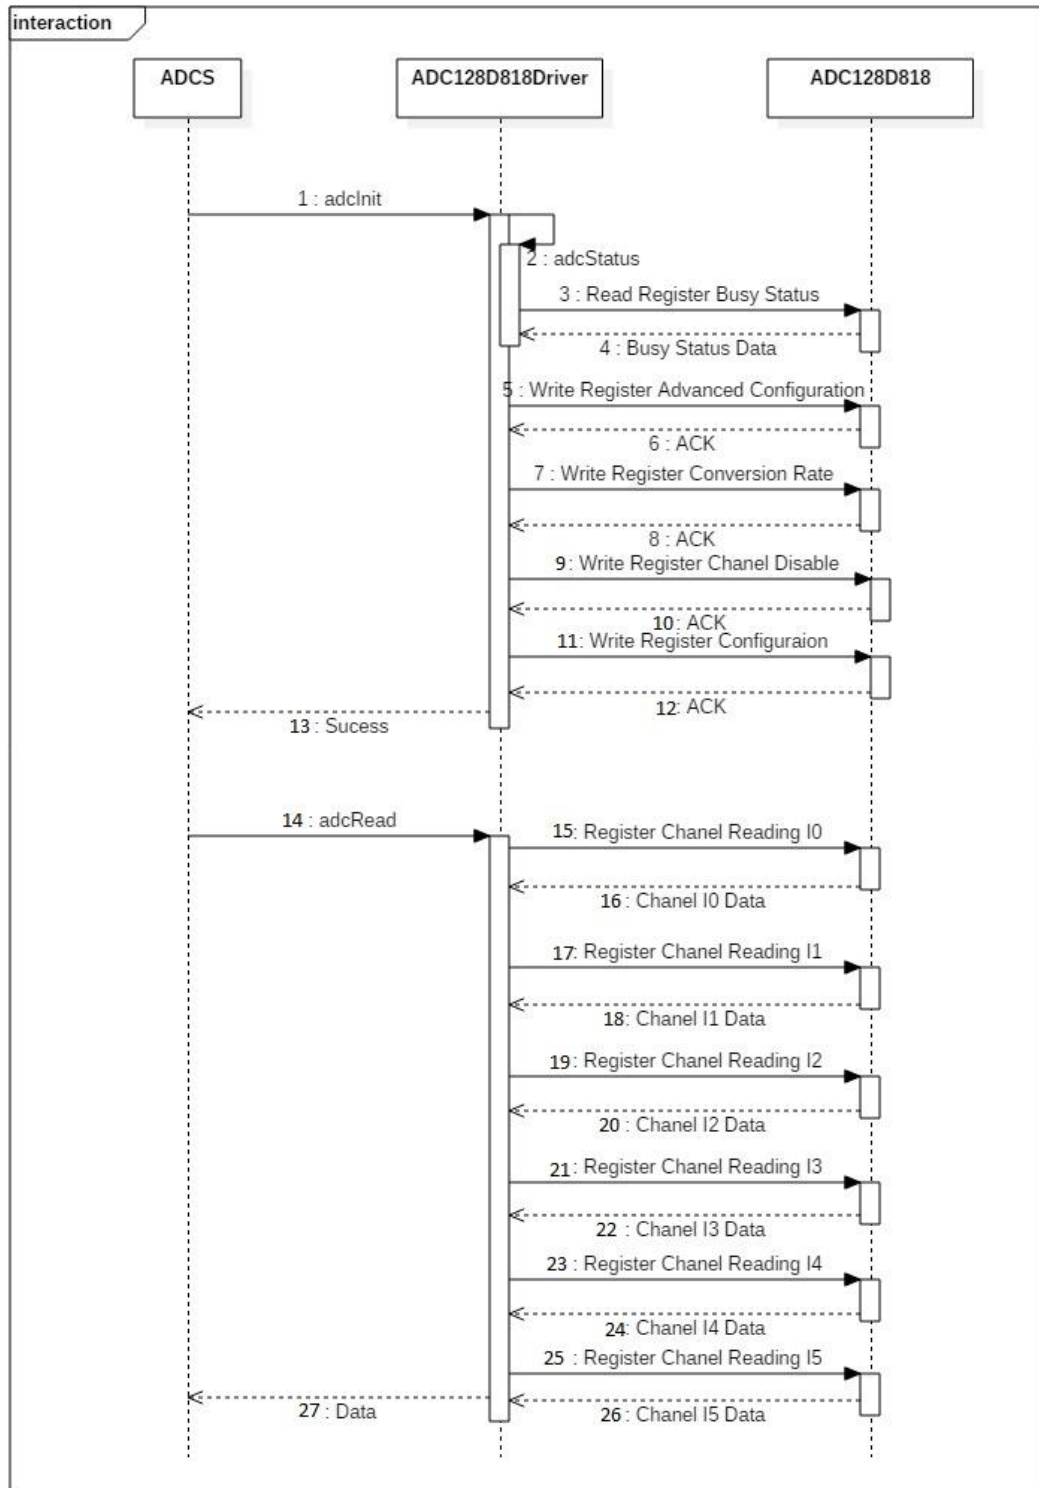 interaction
ADCS
ADC128D818Driver
ADC128D818
1 : adcInit
2 : adcStatus
3 : Read Register Busy Status
4 : Busy Status Data
5 : Write Register Advanced Configuration
6 : ACK
7 : Write Register Conversion Rate
8 : ACK
9 : Write Register Chanel Disable
10 : ACK
11 : Write Register Configuraion
12 : ACK
13 : Sucess
14 : adcRead
15 : Register Chanel Reading I0
16 : Chanel I0 Data
17 : Register Chanel Reading I1
18 : Chanel I1 Data
19 : Register Chanel Reading I2
20 : Chanel I2 Data
21 : Register Chanel Reading I3
22 : Chanel I3 Data
23 : Register Chanel Reading I4
24 : Chanel I4 Data
25 : Register Chanel Reading I5
26 : Chanel I5 Data
27 : Data